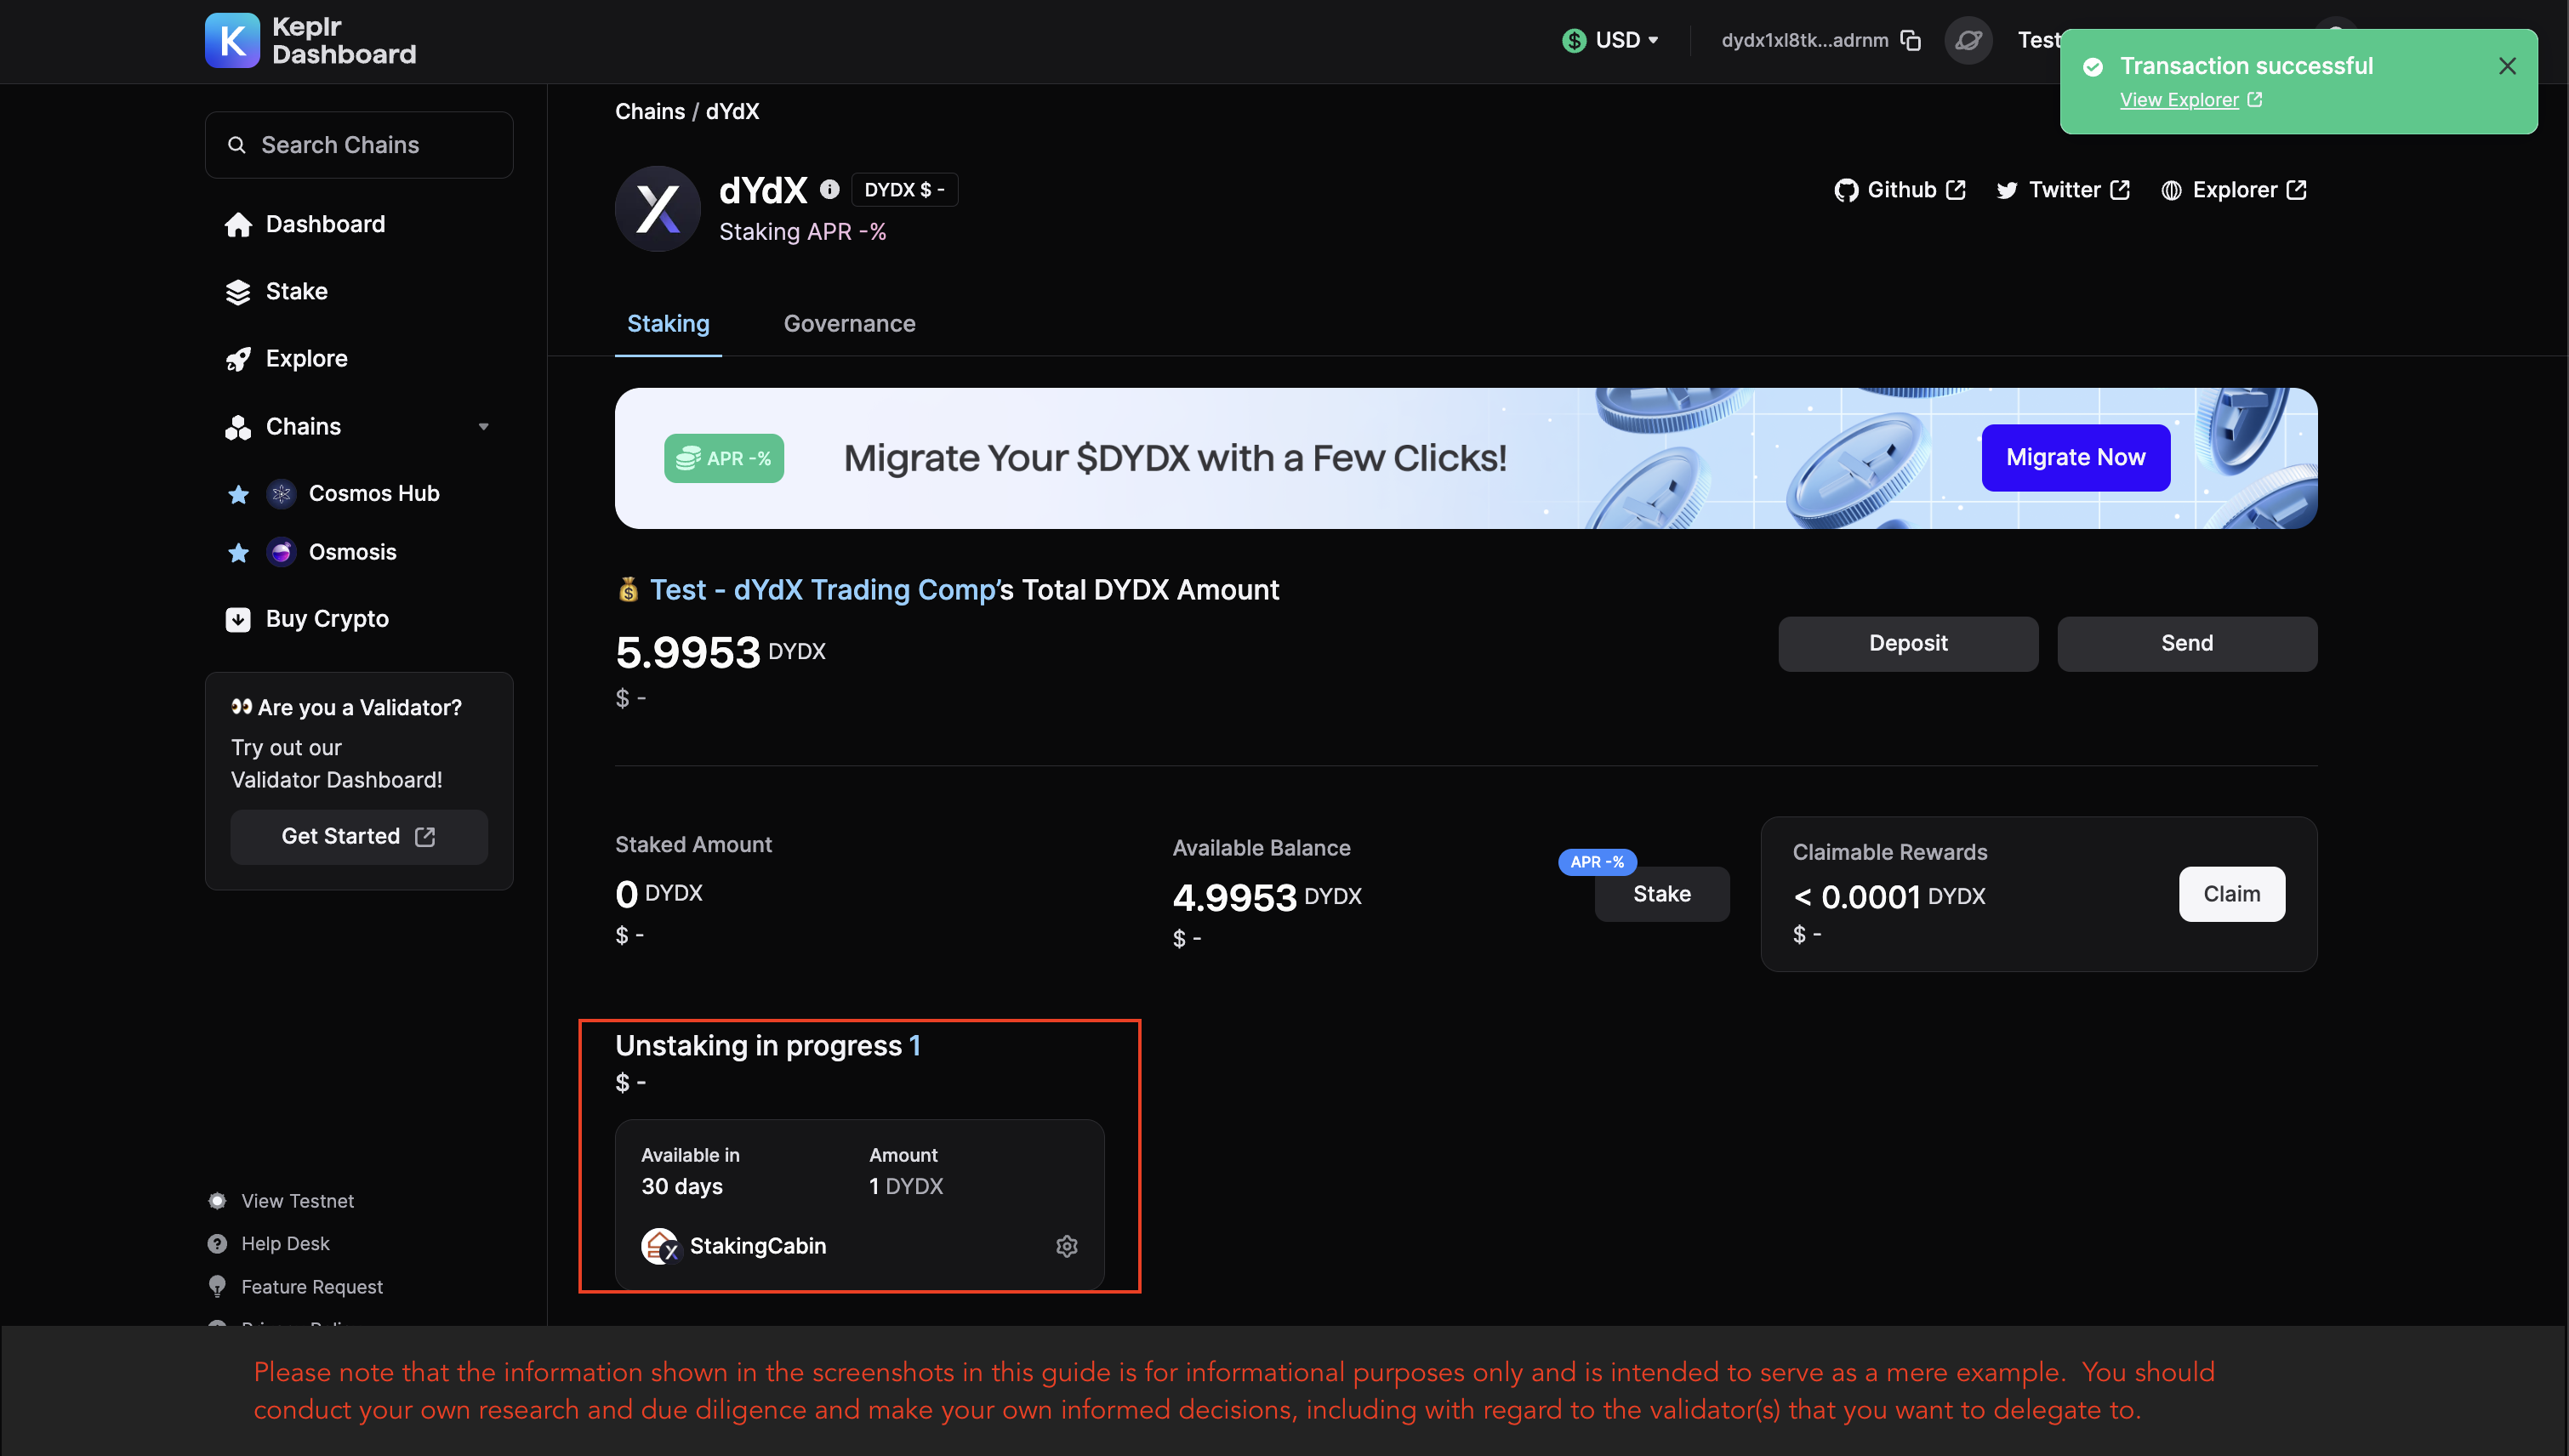 Keplr
Dashboard
USD
dydx1xl8tk...adrnm
Test
Transaction successful
View Explorer
Search Chains
Dashboard
Stake
Explore
Chains
Cosmos Hub
Osmosis
Buy Crypto
👀 Are you a Validator?
Try out our
Validator Dashboard!
Get Started
View Testnet
Help Desk
Feature Request
Chains / dYdX
dYdX
DYDX $ -
Staking APR -%
Github
Twitter
Explorer
Staking
Governance
APR -%
Migrate Your $DYDX with a Few Clicks!
Migrate Now
💰 Test - dYdX Trading Comp’s Total DYDX Amount
5.9953 DYDX
$ -
Deposit
Send
Staked Amount
0 DYDX
$ -
Available Balance
4.9953 DYDX
$ -
APR -%
Stake
Claimable Rewards
< 0.0001 DYDX
$ -
Claim
Unstaking in progress 1
$ -
Available in
30 days
Amount
1 DYDX
StakingCabin
Please note that the information shown in the screenshots in this guide is for informational purposes only and is intended to serve as a mere example.  You should
conduct your own research and due diligence and make your own informed decisions, including with regard to the validator(s) that you want to delegate to.